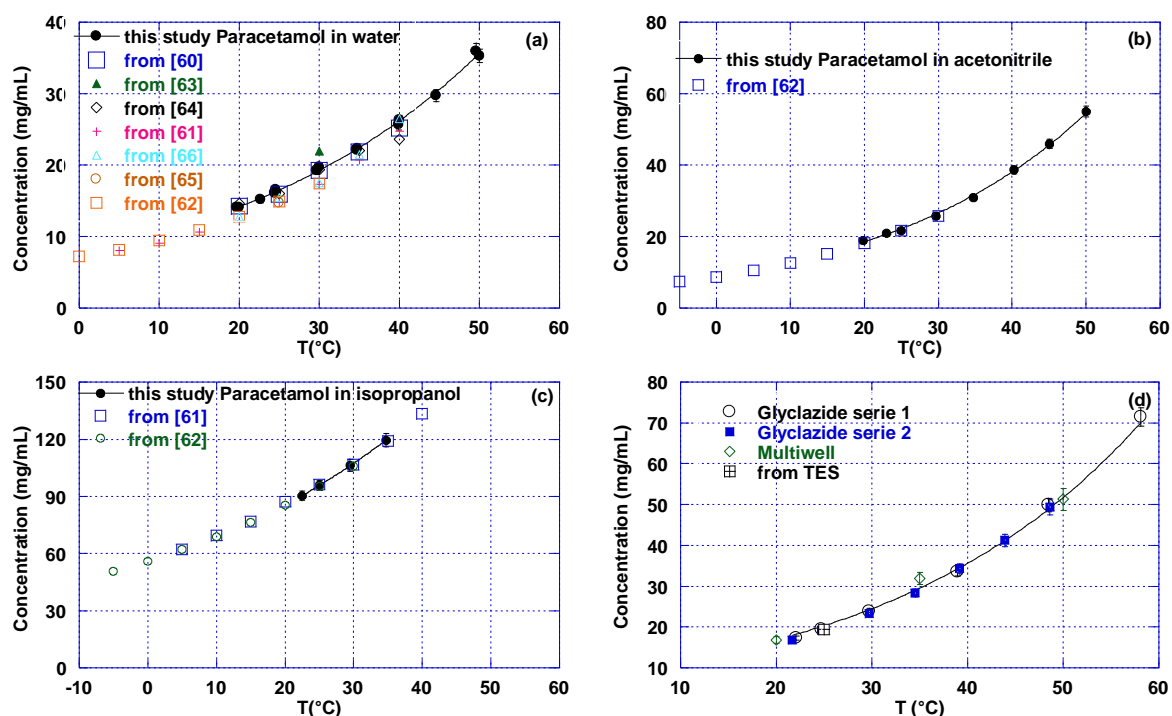 40
30
20
10
0
0 10 20 30 40 50 60
Concentration (mg/mL)
T(°C)
(a)
this study Paracetamol in water
from [60]
from [63]
from [64]
from [61]
from [66]
from [65]
from [62]
80
60
40
20
0
0 10 20 30 40 50 60
Concentration (mg/mL)
T(°C)
(b)
this study Paracetamol in acetonitrile
from [62]
150
120
90
60
30
0
-10 0 10 20 30 40 50 60
Concentration (mg/mL)
T(°C)
(c)
this study Paracetamol in isopropanol
from [61]
from [62]
80
70
60
50
40
30
20
10
10 20 30 40 50 60
Concentration (mg/mL)
T (°C)
(d)
Glyclazide serie 1
Glyclazide serie 2
Multiwell
from TES